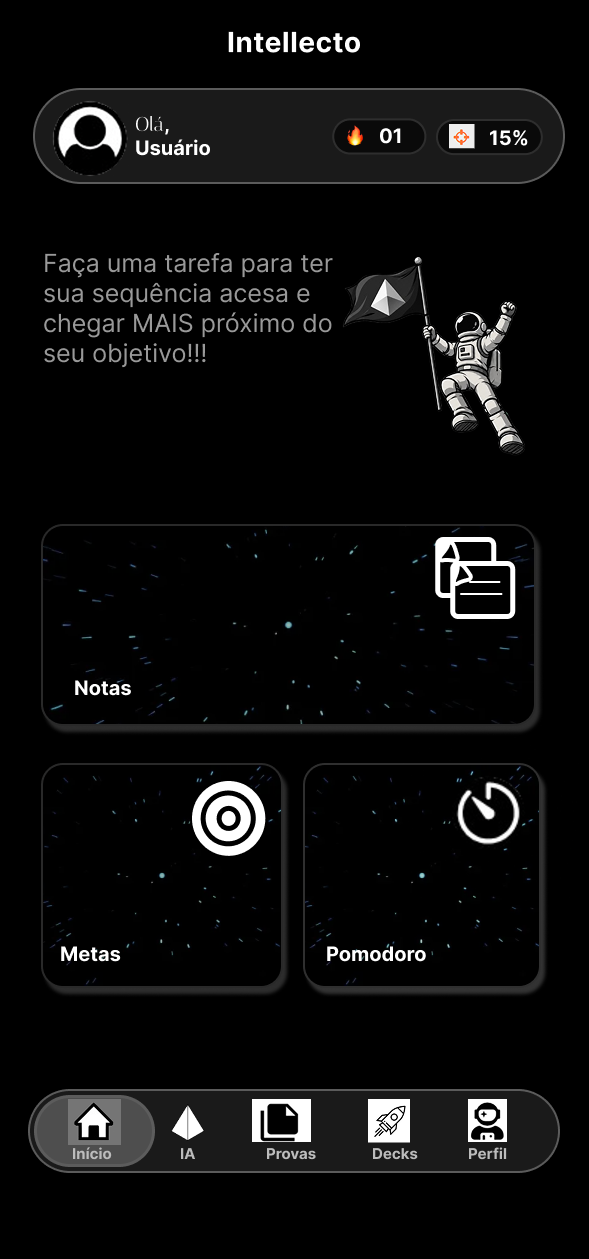 Intellecto
Olá,
Usuário
01
15%
Faça uma tarefa para ter
sua sequência acesa e
chegar MAIS próximo do
seu objetivo!!!
Notas
Metas
Pomodoro
Início
IA
Provas
Decks
Perfil